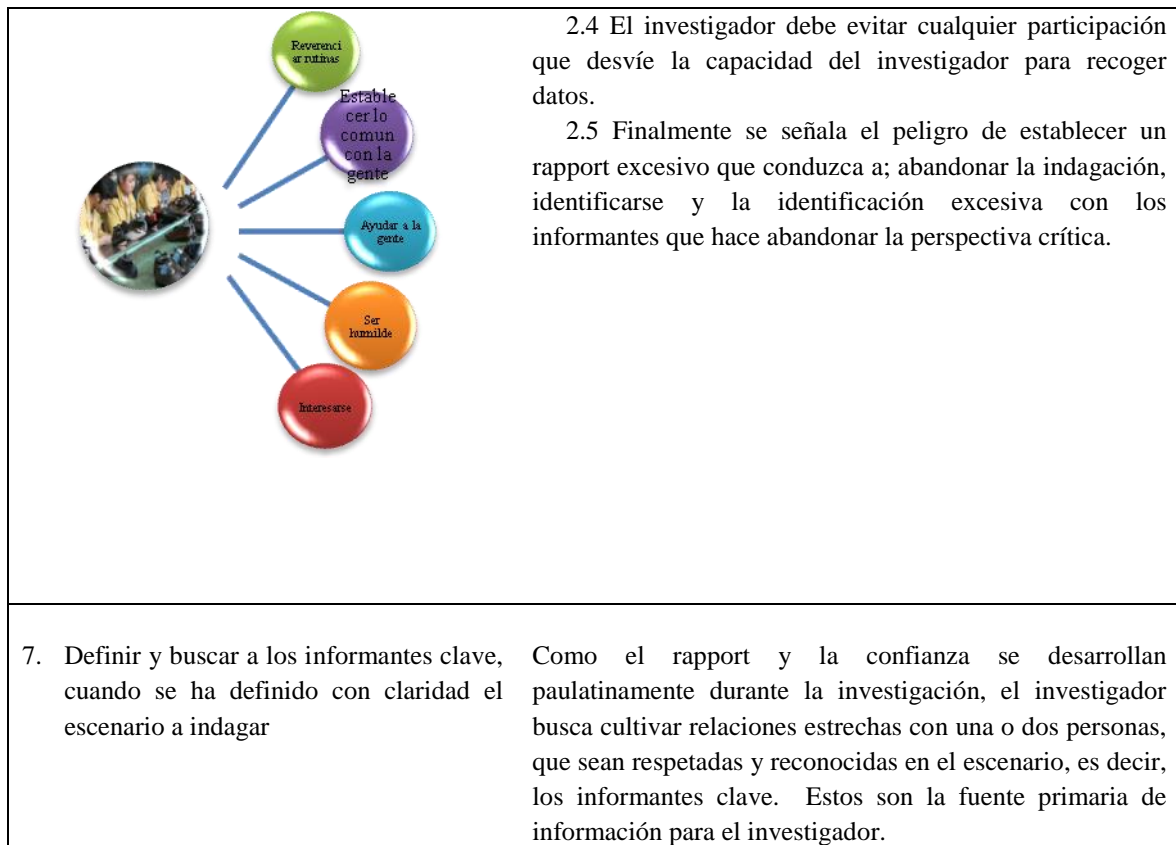 Reverenci
ar rutinas
Estable
cer lo
comun
con la
gente
Ayudar a la
gente
Ser
humilde
Interesarse
2.4 El investigador debe evitar cualquier participación
que desvíe la capacidad del investigador para recoger
datos.
2.5 Finalmente se señala el peligro de establecer un
rapport excesivo que conduzca a; abandonar la indagación,
identificarse y la identificación excesiva con los
informantes que hace abandonar la perspectiva crítica.
7. Definir y buscar a los informantes clave,
cuando se ha definido con claridad el
escenario a indagar
Como el rapport y la confianza se desarrollan
paulatinamente durante la investigación, el investigador
busca cultivar relaciones estrechas con una o dos personas,
que sean respetadas y reconocidas en el escenario, es decir,
los informantes clave. Estos son la fuente primaria de
información para el investigador.